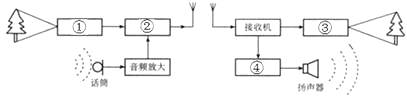 ① ② 接收机 ③
话筒 音频放大 ④ 扬声器